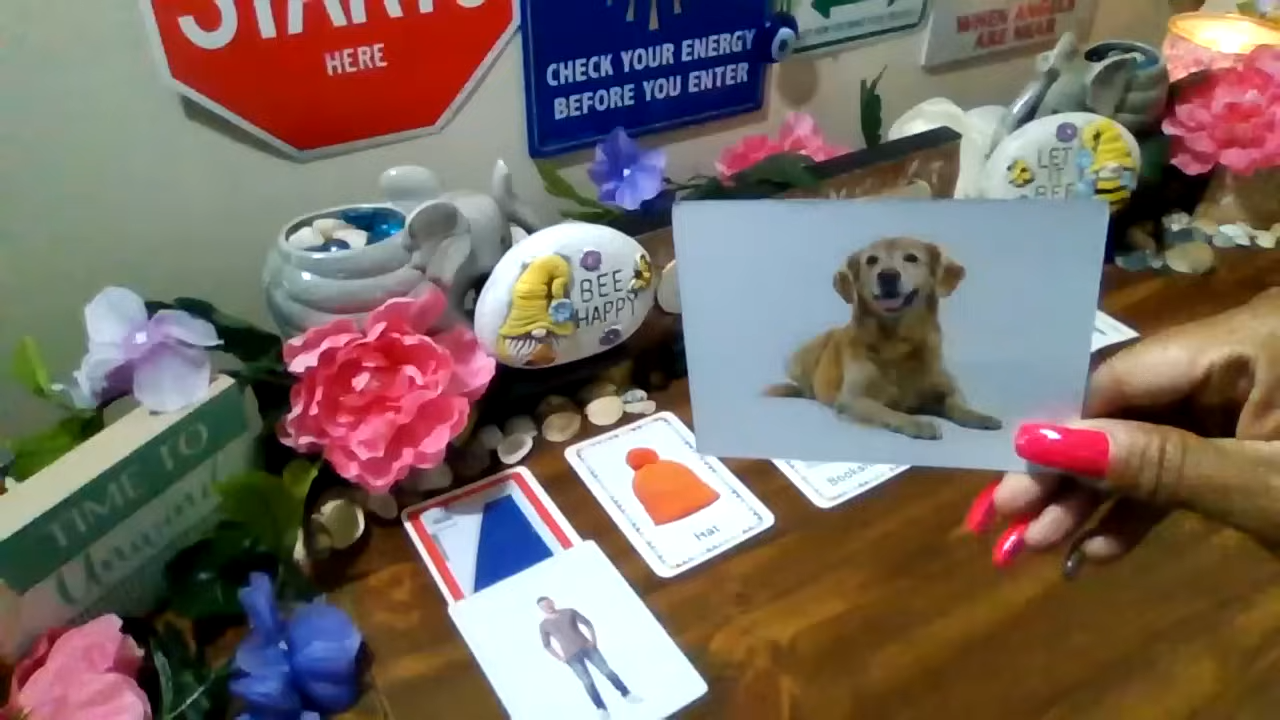 HERE
CHECK YOUR ENERGY
BEFORE YOU ENTER
WHEN ANGELS
ARE NEAR
LET
IT
BEE
BEE
HAPPY
TIME TO
Unwind
Hat